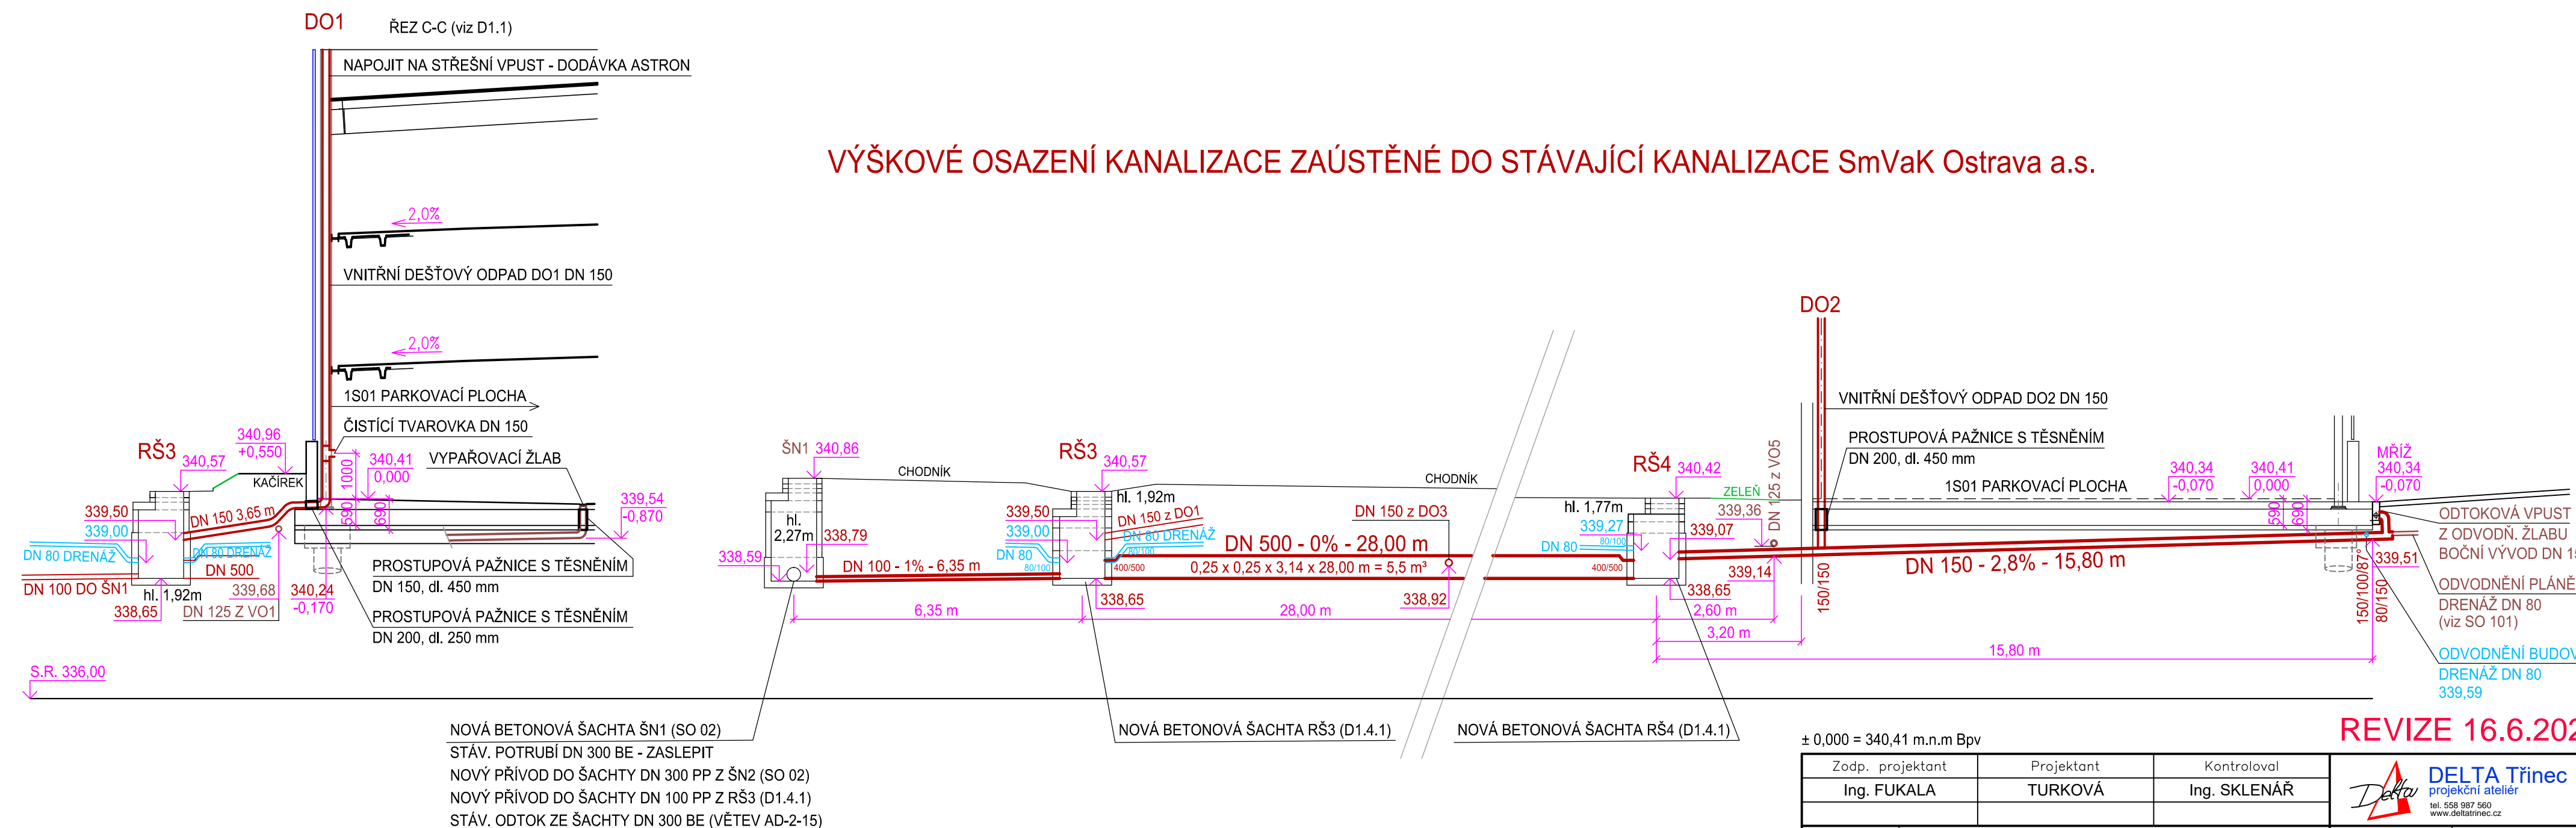 DO1
ŘEZ C-C (viz D1.1)
NAPOJIT NA STŘEŠNÍ VPUST - DODÁVKA ASTRON
VÝŠKOVÉ OSAZENÍ KANALIZACE ZAÚSTĚNÉ DO STÁVAJÍCÍ KANALIZACE SmVaK Ostrava a.s.
2,0%
VNITŘNÍ DEŠŤOVÝ ODPAD DO1 DN 150
2,0%
1S01 PARKOVACÍ PLOCHA
ČISTÍCÍ TVAROVKA DN 150
VYPAŘOVACÍ ŽLAB
RŠ3
340,57
340,96
+0,550
KAČÍREK
1000
590
690
340,41
0,000
339,54
-0,870
339,50
339,00
DN 150 3,65 m
DN 80 DRENÁŽ
DN 80 DRENÁŽ
DN 500
DN 100 DO ŠN1
hl. 1,92m
338,65
339,68
DN 125 Z VO1
340,24
-0,170
PROSTUPOVÁ PAŽNICE S TĚSNĚNÍM
DN 150, dl. 450 mm
PROSTUPOVÁ PAŽNICE S TĚSNĚNÍM
DN 200, dl. 250 mm
S.R. 336,00
ŠN1
340,86
CHODNÍK
hl.
2,27m
338,59
338,79
DN 100 - 1% - 6,35 m
6,35 m
RŠ3
340,57
hl. 1,92m
339,50
339,00
DN 150 z DO1
DN 80 DRENÁŽ
DN 80
80/100
80/100
400/500
338,65
CHODNÍK
DN 150 z DO3
DN 500 - 0% - 28,00 m
0,25 x 0,25 x 3,14 x 28,00 m = 5,5 m³
338,92
28,00 m
RŠ4
340,42
hl. 1,77m
339,27
80/100
DN 80
400/500
339,07
338,65
ZELEŇ
339,36
DN 125 z VO5
339,14
2,60 m
3,20 m
15,80 m
DO2
VNITŘNÍ DEŠŤOVÝ ODPAD DO2 DN 150
PROSTUPOVÁ PAŽNICE S TĚSNĚNÍM
DN 200, dl. 450 mm
1S01 PARKOVACÍ PLOCHA
340,34
-0,070
340,41
0,000
590
690
MŘÍŽ
340,34
-0,070
DN 150 - 2,8% - 15,80 m
150/150
150/100/87°
80/150
339,51
ODTOKOVÁ VPUST
Z ODVODŇ. ŽLABU
BOČNÍ VÝVOD DN
ODVODNĚNÍ PLÁNĚ
DRENÁŽ DN 80
(viz SO 101)
ODVODNĚNÍ
DRENÁŽ DN 80
339,59
NOVÁ BETONOVÁ ŠACHTA ŠN1 (SO 02)
STÁV. POTRUBÍ DN 300 BE - ZASLEPIT
NOVÝ PŘÍVOD DO ŠACHTY DN 300 PP Z ŠN2 (SO 02)
NOVÝ PŘÍVOD DO ŠACHTY DN 100 PP Z RŠ3 (D1.4.1)
STÁV. ODTOK ZE ŠACHTY DN 300 BE (VĚTEV AD-2-15)
NOVÁ BETONOVÁ ŠACHTA RŠ3 (D1.4.1)
NOVÁ BETONOVÁ ŠACHTA RŠ4 (D1.4.1)
REVIZE
± 0,000 = 340,41 m.n.m Bpv
Zodp. projektant
Projektant
Kontroloval
Ing. FUKALA
TURKOVÁ
Ing. SKLENÁŘ
Delta
DELTA Třinec
projekční ateliér
tel. 558 987 560
www.deltatrinec.cz